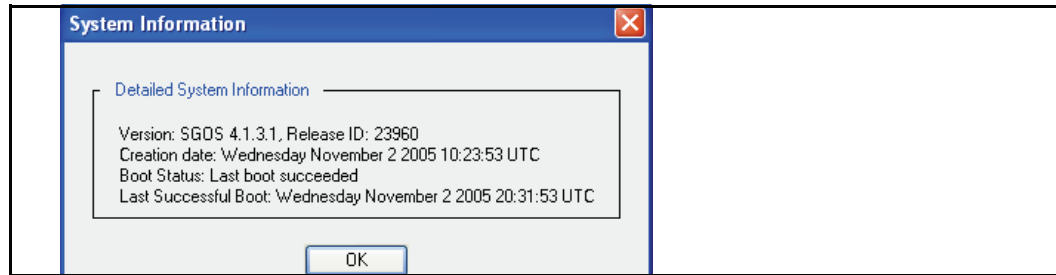 System Information
Detailed System Information
Version: SGOS 4.1.3.1, Release ID: 23960
Creation date: Wednesday November 2 2005 10:23:53 UTC
Boot Status: Last boot succeeded
Last Successful Boot: Wednesday November 2 2005 20:31:53 UTC
OK